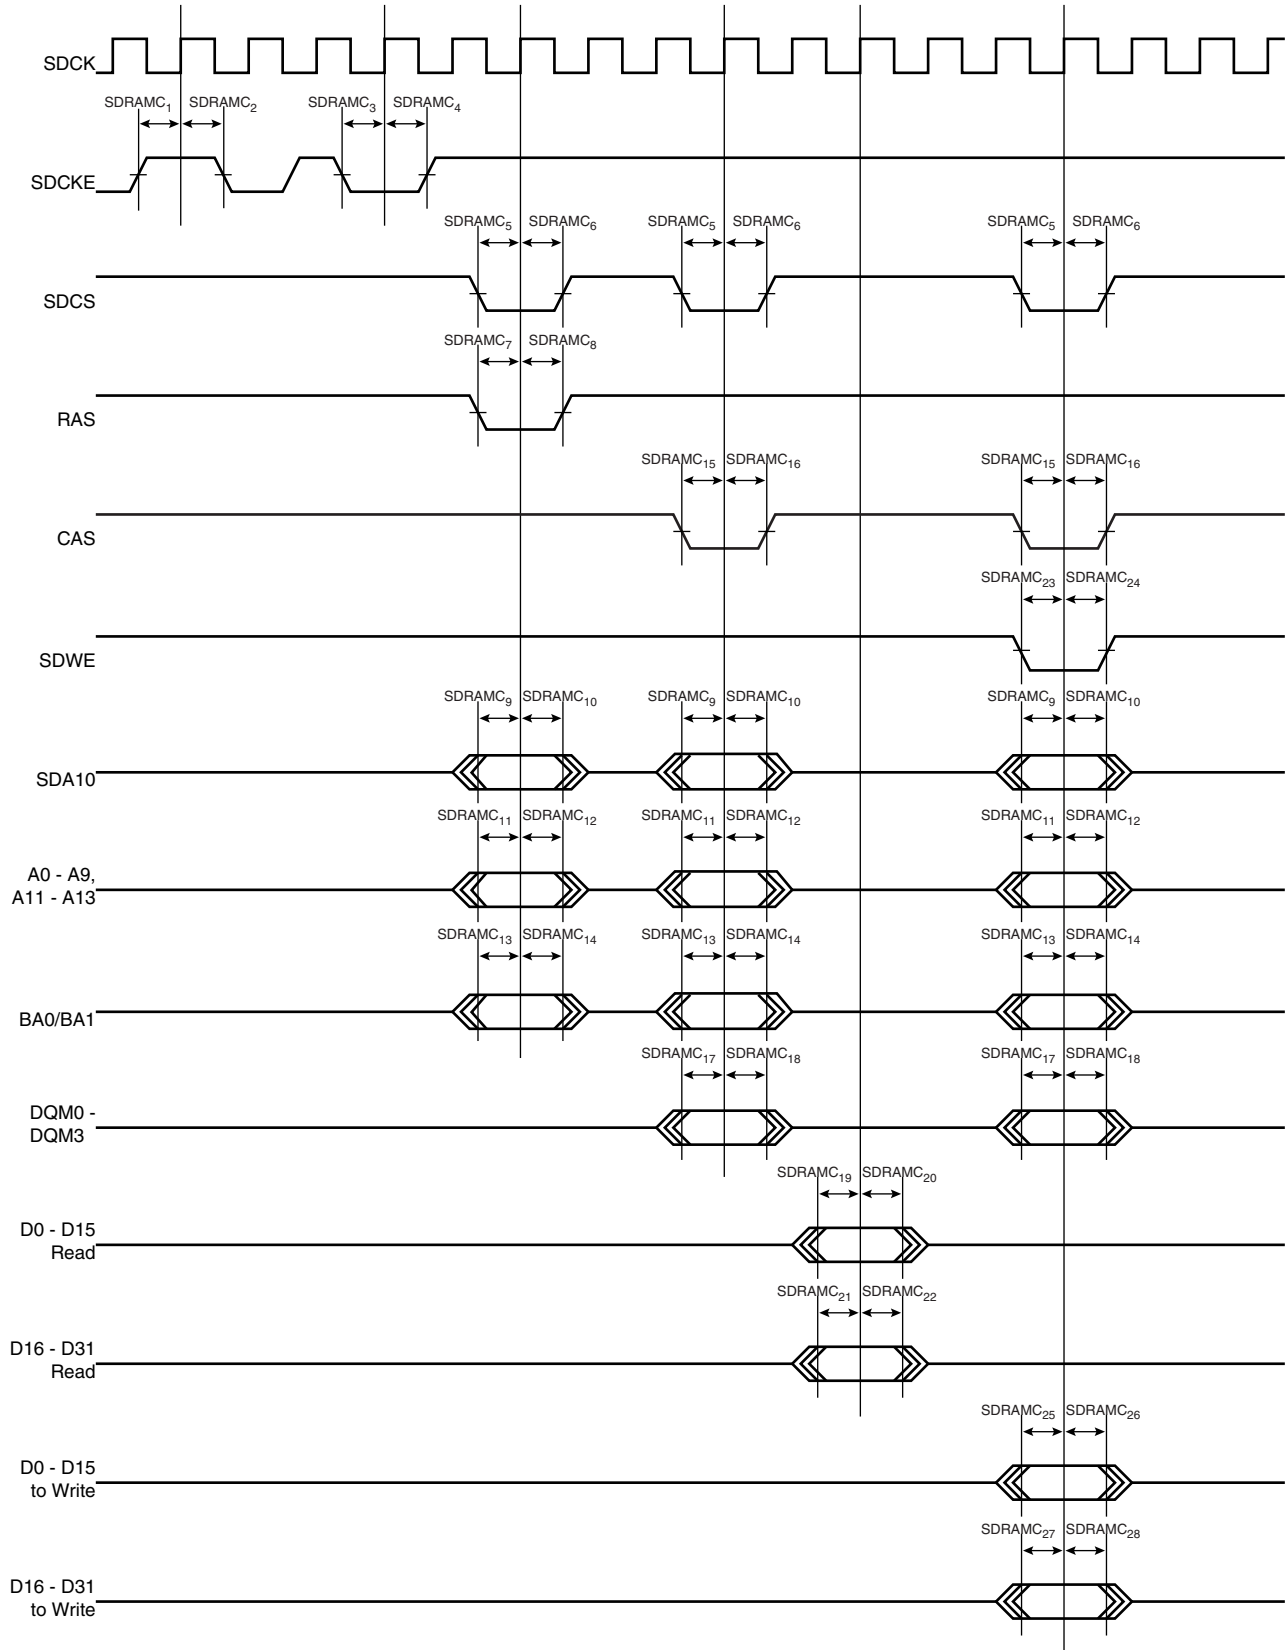 SDCK
SDRAMC₁ SDRAMC₂ SDRAMC₃ SDRAMC₄
SDCKE
SDRAMC₅ SDRAMC₆ SDRAMC₅ SDRAMC₆ SDRAMC₅ SDRAMC₆
SDCS
SDRAMC₇ SDRAMC₈
RAS
SDRAMC₁₅ SDRAMC₁₆ SDRAMC₁₅ SDRAMC₁₆
CAS
SDRAMC₂₃ SDRAMC₂₄
SDWE
SDRAMC₉ SDRAMC₁₀ SDRAMC₉ SDRAMC₁₀ SDRAMC₉ SDRAMC₁₀
SDA10
SDRAMC₁₁ SDRAMC₁₂ SDRAMC₁₁ SDRAMC₁₂ SDRAMC₁₁ SDRAMC₁₂
A0 - A9,
A11 - A13
SDRAMC₁₃ SDRAMC₁₄ SDRAMC₁₃ SDRAMC₁₄ SDRAMC₁₃ SDRAMC₁₄
BA0/BA1
SDRAMC₁₇ SDRAMC₁₈ SDRAMC₁₇ SDRAMC₁₈
DQM0 -
DQM3
SDRAMC₁₉ SDRAMC₂₀
D0 - D15
Read
SDRAMC₂₁ SDRAMC₂₂
D16 - D31
Read
SDRAMC₂₅ SDRAMC₂₆
D0 - D15
to Write
SDRAMC₂₇ SDRAMC₂₈
D16 - D31
to Write